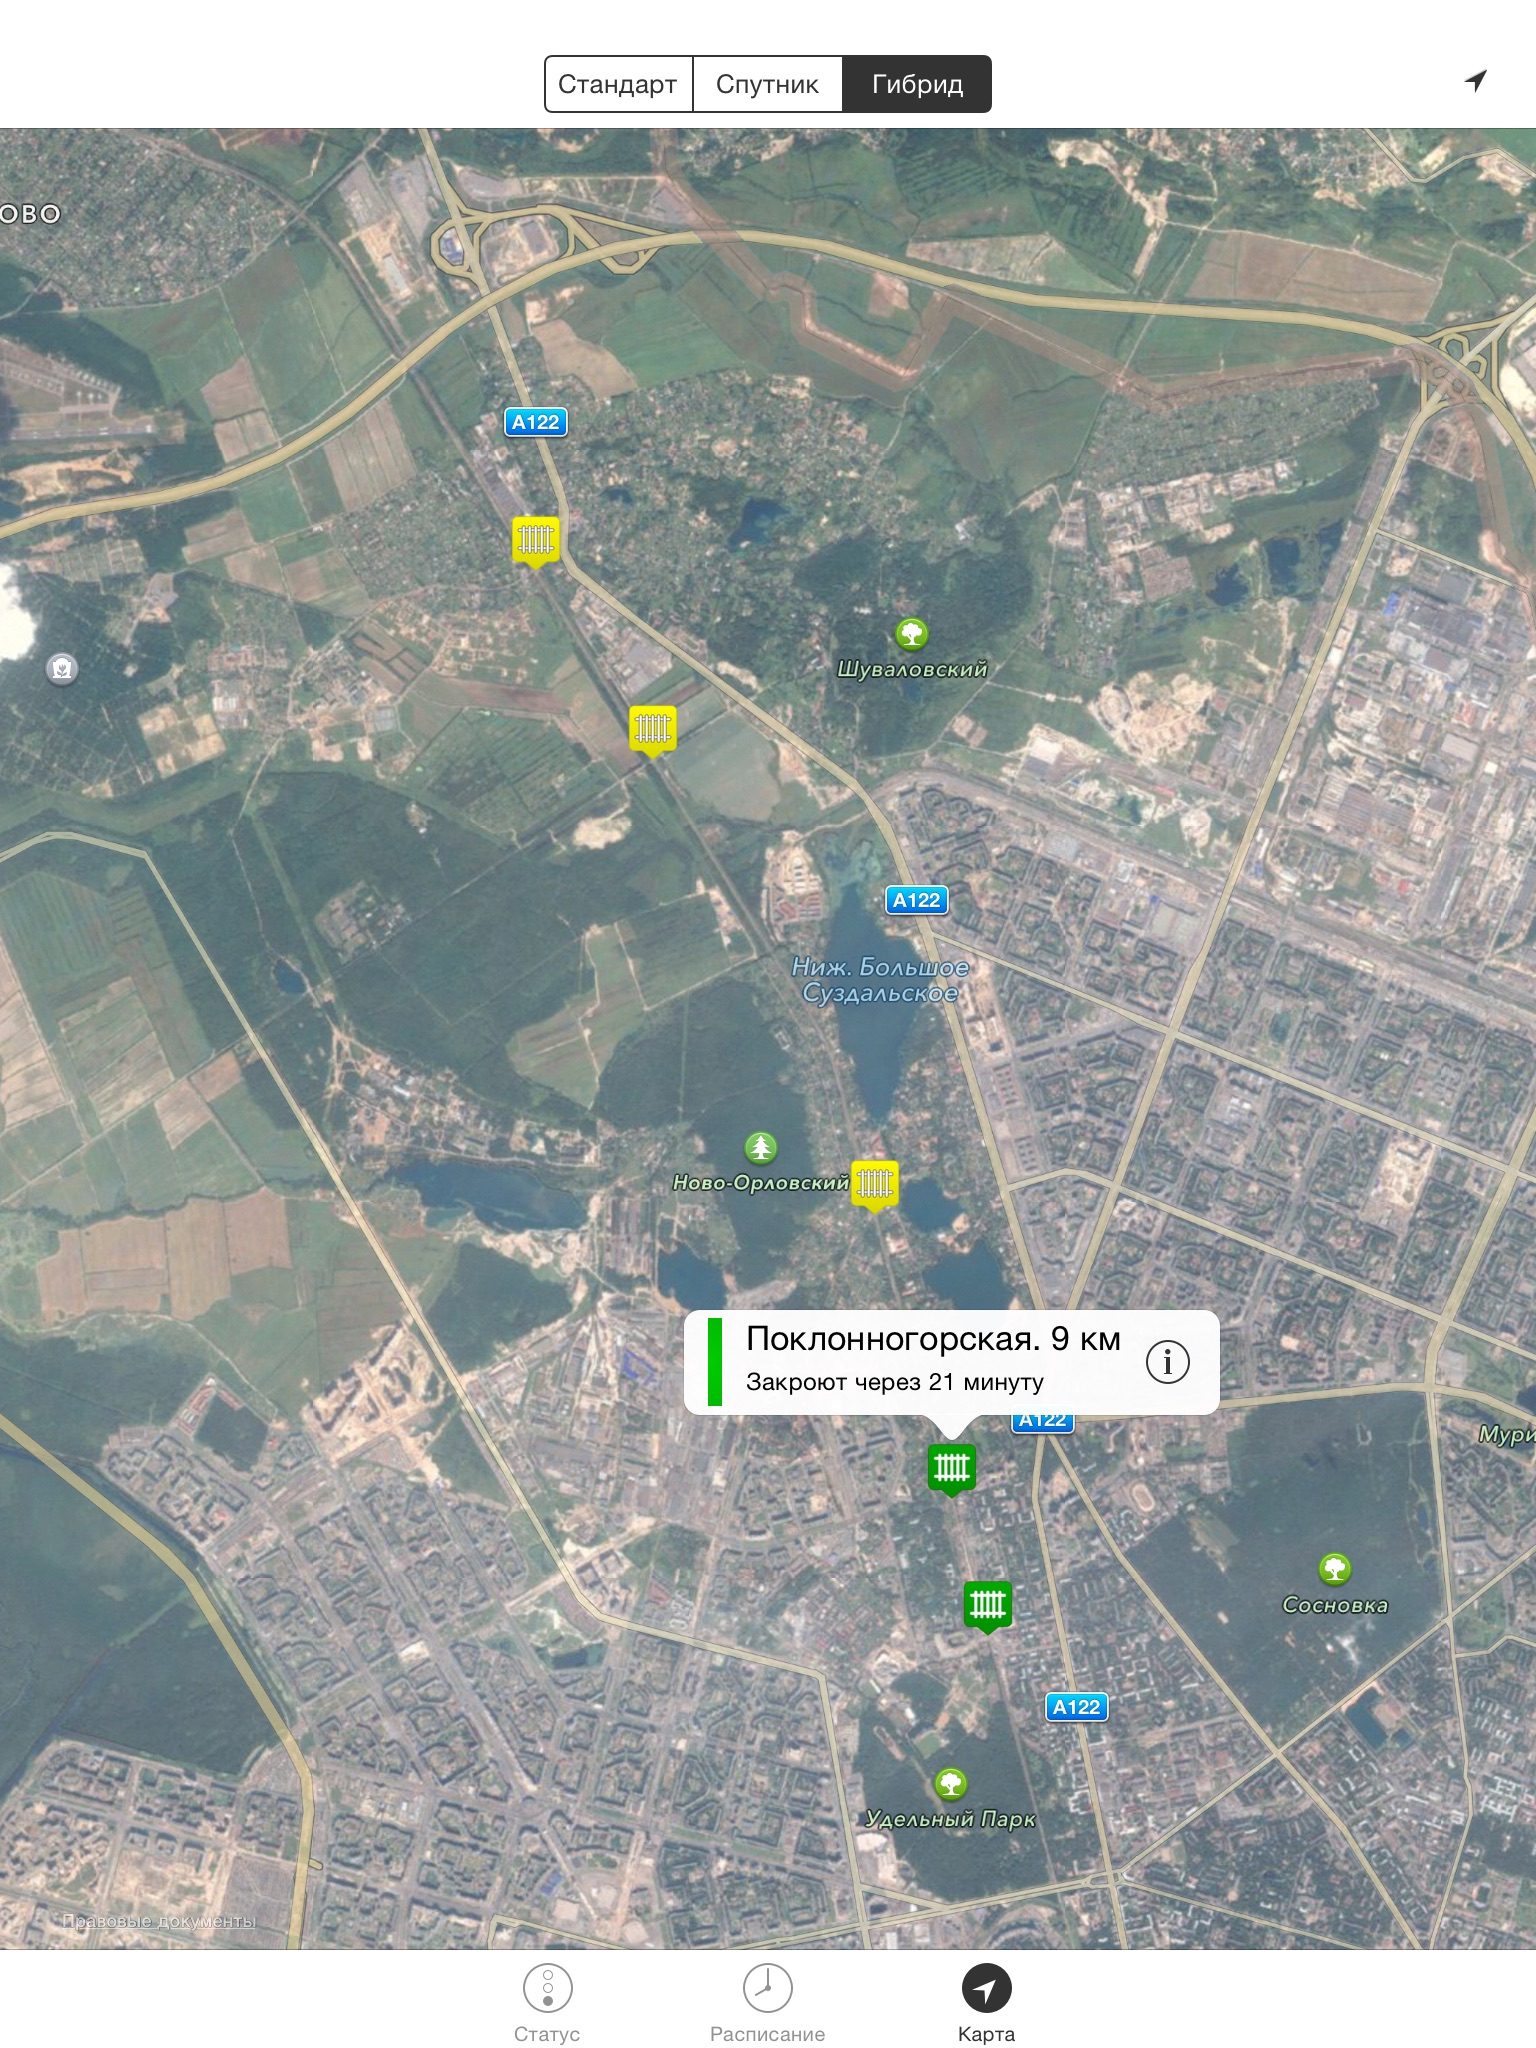 Стандарт
Спутник
Гибрид
ОВО
A122
Шуваловский
A122
Ниж. Большое
Суздальское
Ново-Орловский
Поклонногорская. 9 км
Закроют через 21 минуту
A122
Мури
Сосновка
A122
Удельный Парк
Правовые документы
Статус
Расписание
Карта